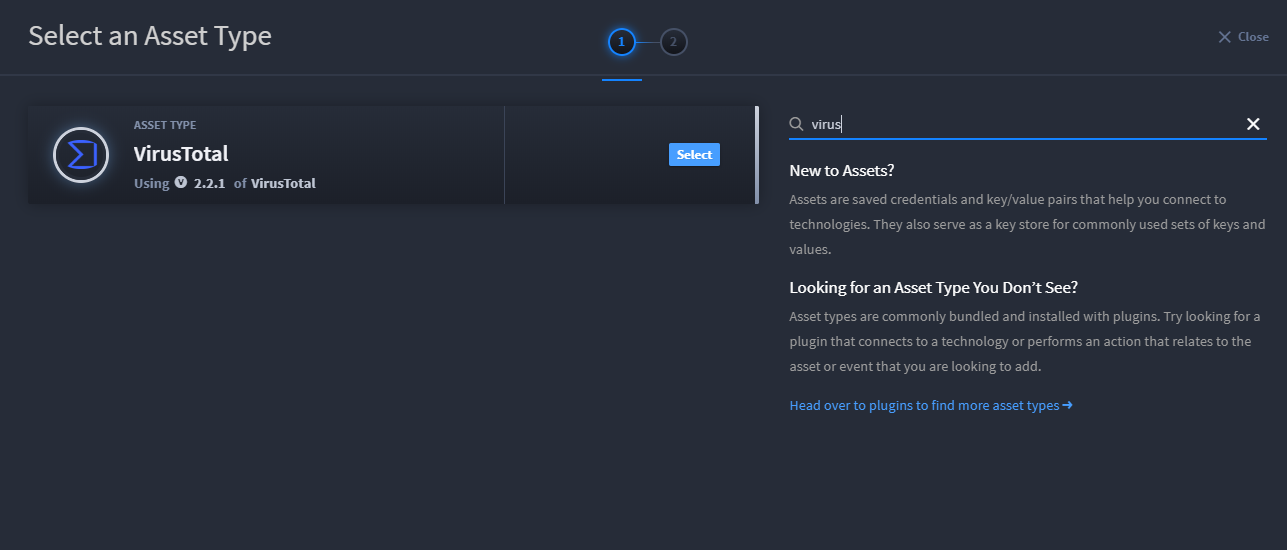 Select an Asset Type
1
2
Close
ASSET TYPE
VirusTotal
Using V 2.2.1 of VirusTotal
Select
virus
New to Assets?
Assets are saved credentials and key/value pairs that help you connect to
technologies. They also serve as a key store for commonly used sets of keys and
values.
Looking for an Asset Type You Don't See?
Asset types are commonly bundled and installed with plugins. Try looking for a
plugin that connects to a technology or performs an action that relates to the
asset or event that you are looking to add.
Head over to plugins to find more asset types ➔